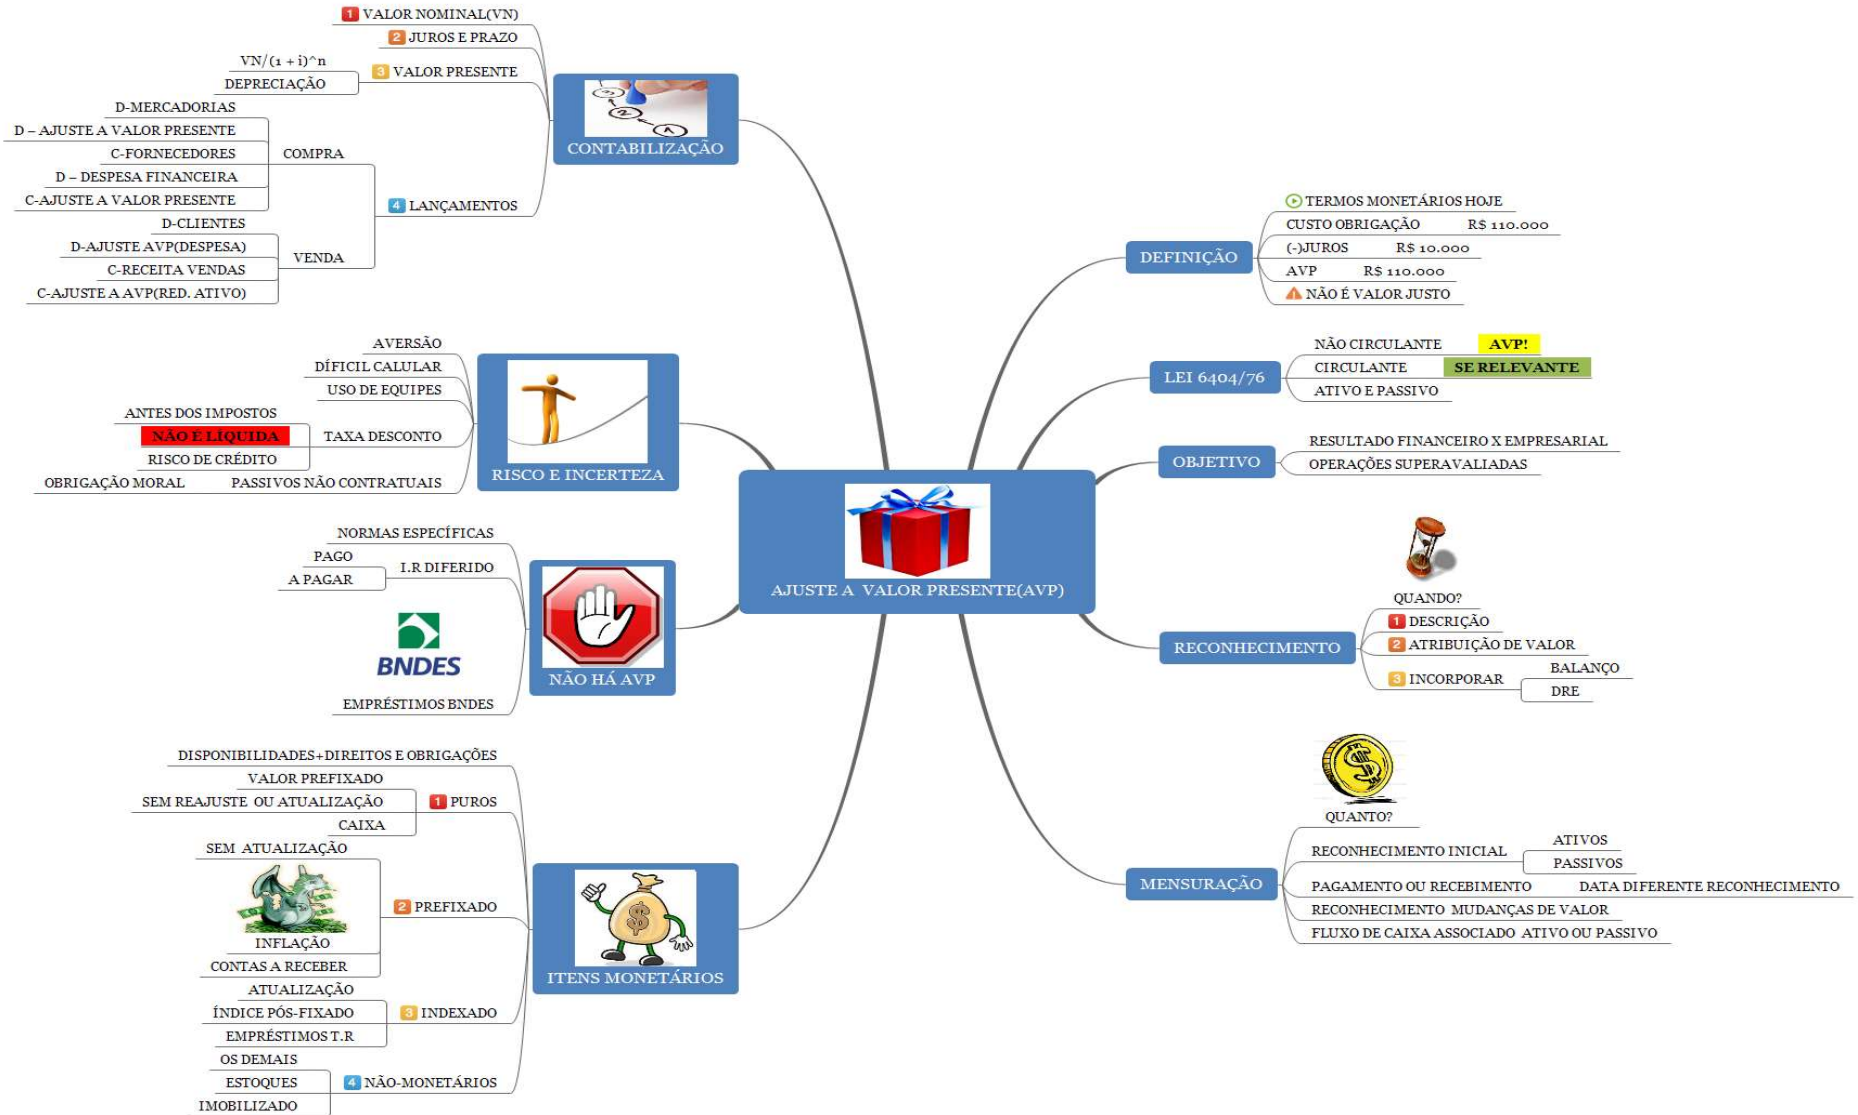 AJUSTE A VALOR PRESENTE(AVP)
CONTABILIZAÇÃO
1 VALOR NOMINAL(VN)
2 JUROS E PRAZO
3 VALOR PRESENTE
VN/(1 + i)^n
DEPRECIAÇÃO
4 LANÇAMENTOS
COMPRA
D-MERCADORIAS
D – AJUSTE A VALOR PRESENTE
C-FORNECEDORES
D – DESPESA FINANCEIRA
C-AJUSTE A VALOR PRESENTE
VENDA
D-CLIENTES
D-AJUSTE AVP(DESPESA)
C-RECEITA VENDAS
C-AJUSTE A AVP(RED. ATIVO)
3
2
1
RISCO E INCERTEZA
AVERSÃO
DÍFICIL CALULAR
USO DE EQUIPES
TAXA DESCONTO
ANTES DOS IMPOSTOS
NÃO É LÍQUIDA
RISCO DE CRÉDITO
PASSIVOS NÃO CONTRATUAIS
OBRIGAÇÃO MORAL
NÃO HÁ AVP
NORMAS ESPECÍFICAS
I.R DIFERIDO
PAGO
A PAGAR
BNDES
EMPRÉSTIMOS BNDES
ITENS MONETÁRIOS
DISPONIBILIDADES+DIREITOS E OBRIGAÇÕES
1 PUROS
VALOR PREFIXADO
SEM REAJUSTE OU ATUALIZAÇÃO
CAIXA
2 PREFIXADO
SEM ATUALIZAÇÃO
INFLAÇÃO
CONTAS A RECEBER
3 INDEXADO
ATUALIZAÇÃO
ÍNDICE PÓS-FIXADO
EMPRÉSTIMOS T.R
4 NÃO-MONETÁRIOS
OS DEMAIS
ESTOQUES
IMOBILIZADO
DEFINIÇÃO
TERMOS MONETÁRIOS HOJE
CUSTO OBRIGAÇÃO R$ 110.000
(-)JUROS R$ 10.000
AVP R$ 110.000
NÃO É VALOR JUSTO
LEI 6404/76
NÃO CIRCULANTE AVP!
CIRCULANTE SE RELEVANTE
ATIVO E PASSIVO
OBJETIVO
RESULTADO FINANCEIRO X EMPRESARIAL
OPERAÇÕES SUPERAVALIADAS
RECONHECIMENTO
QUANDO?
1 DESCRIÇÃO
2 ATRIBUIÇÃO DE VALOR
3 INCORPORAR
BALANÇO
DRE
MENSURAÇÃO
QUANTO?
RECONHECIMENTO INICIAL
ATIVOS
PASSIVOS
PAGAMENTO OU RECEBIMENTO DATA DIFERENTE RECONHECIMENTO
RECONHECIMENTO MUDANÇAS DE VALOR
FLUXO DE CAIXA ASSOCIADO ATIVO OU PASSIVO